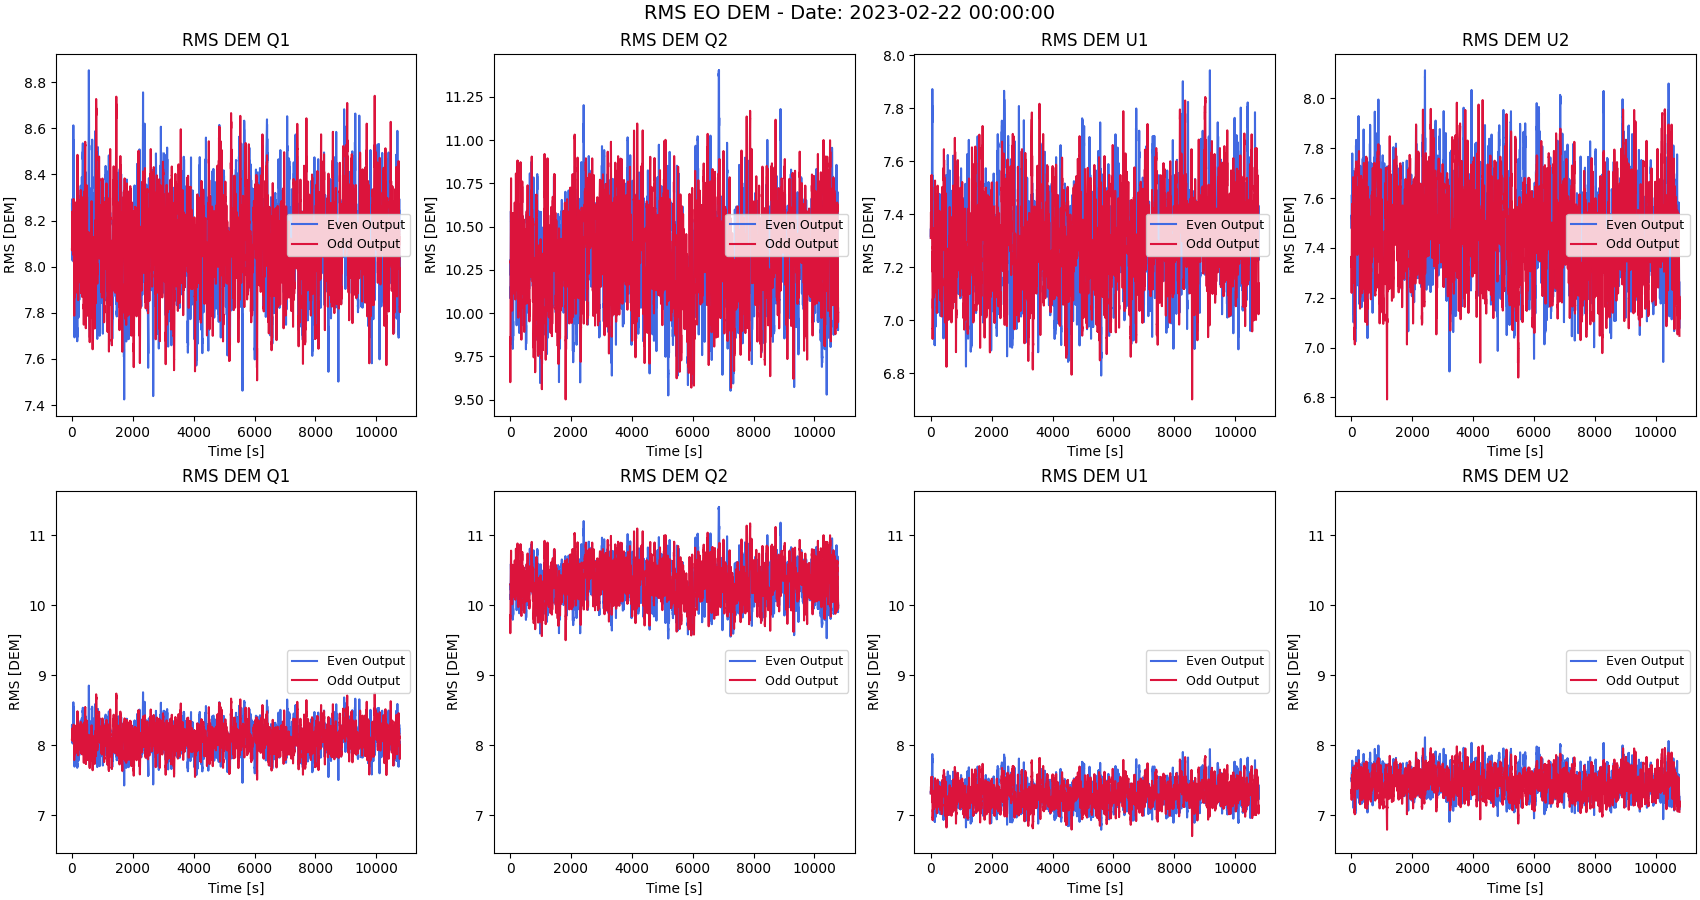 RMS EO DEM - Date: 2023-02-22 00:00:00
RMS DEM Q1
RMS [DEM]
8.8
8.6
8.4
8.2
8.0
7.8
7.6
7.4
Even Output
Odd Output
0 2000 4000 6000 8000 10000
Time [s]
RMS DEM Q2
RMS [DEM]
11.25
11.00
10.75
10.50
10.25
10.00
9.75
9.50
Even Output
Odd Output
0 2000 4000 6000 8000 10000
Time [s]
RMS DEM U1
RMS [DEM]
8.0
7.8
7.6
7.4
7.2
7.0
6.8
Even Output
Odd Output
0 2000 4000 6000 8000 10000
Time [s]
RMS DEM U2
RMS [DEM]
8.0
7.8
7.6
7.4
7.2
7.0
6.8
Even Output
Odd Output
0 2000 4000 6000 8000 10000
Time [s]
RMS DEM Q1
RMS [DEM]
11
10
9
8
7
Even Output
Odd Output
0 2000 4000 6000 8000 10000
Time [s]
RMS DEM Q2
RMS [DEM]
11
10
9
8
7
Even Output
Odd Output
0 2000 4000 6000 8000 10000
Time [s]
RMS DEM U1
RMS [DEM]
11
10
9
8
7
Even Output
Odd Output
0 2000 4000 6000 8000 10000
Time [s]
RMS DEM U2
RMS [DEM]
11
10
9
8
7
Even Output
Odd Output
0 2000 4000 6000 8000 10000
Time [s]